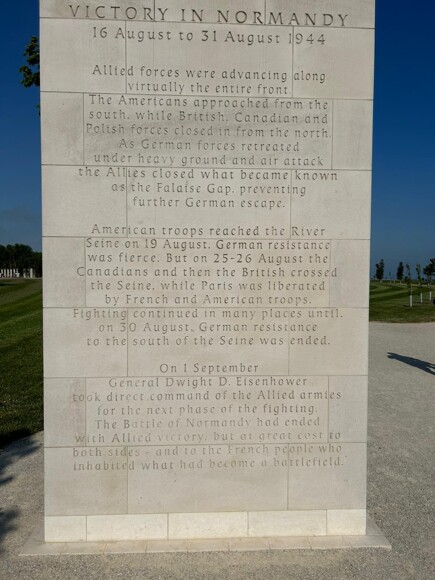 VICTORY IN NORMANDY
16 August to 31 August 1944
Allied forces were advancing along
virtually the entire front.
The Americans approached from the
south, while British, Canadian and
Polish forces closed in from the north.
As German forces retreated
under heavy ground and air attack
the Allies closed what became known
as the Falaise Gap, preventing
further German escape.
American troops reached the River
Seine on 19 August. German resistance
was fierce. But on 25-26 August the
Canadians and then the British crossed
the Seine, while Paris was liberated
by French and American troops.
Fighting continued in many places until,
on 30 August, German resistance
to the south of the Seine was ended.
On 1 September
General Dwight D. Eisenhower
took direct command of the Allied armies
for the next phase of the fighting.
The Battle of Normandy had ended
with Allied victory, but at great cost to
both sides - and to the French people who
inhabited what had become a battlefield.